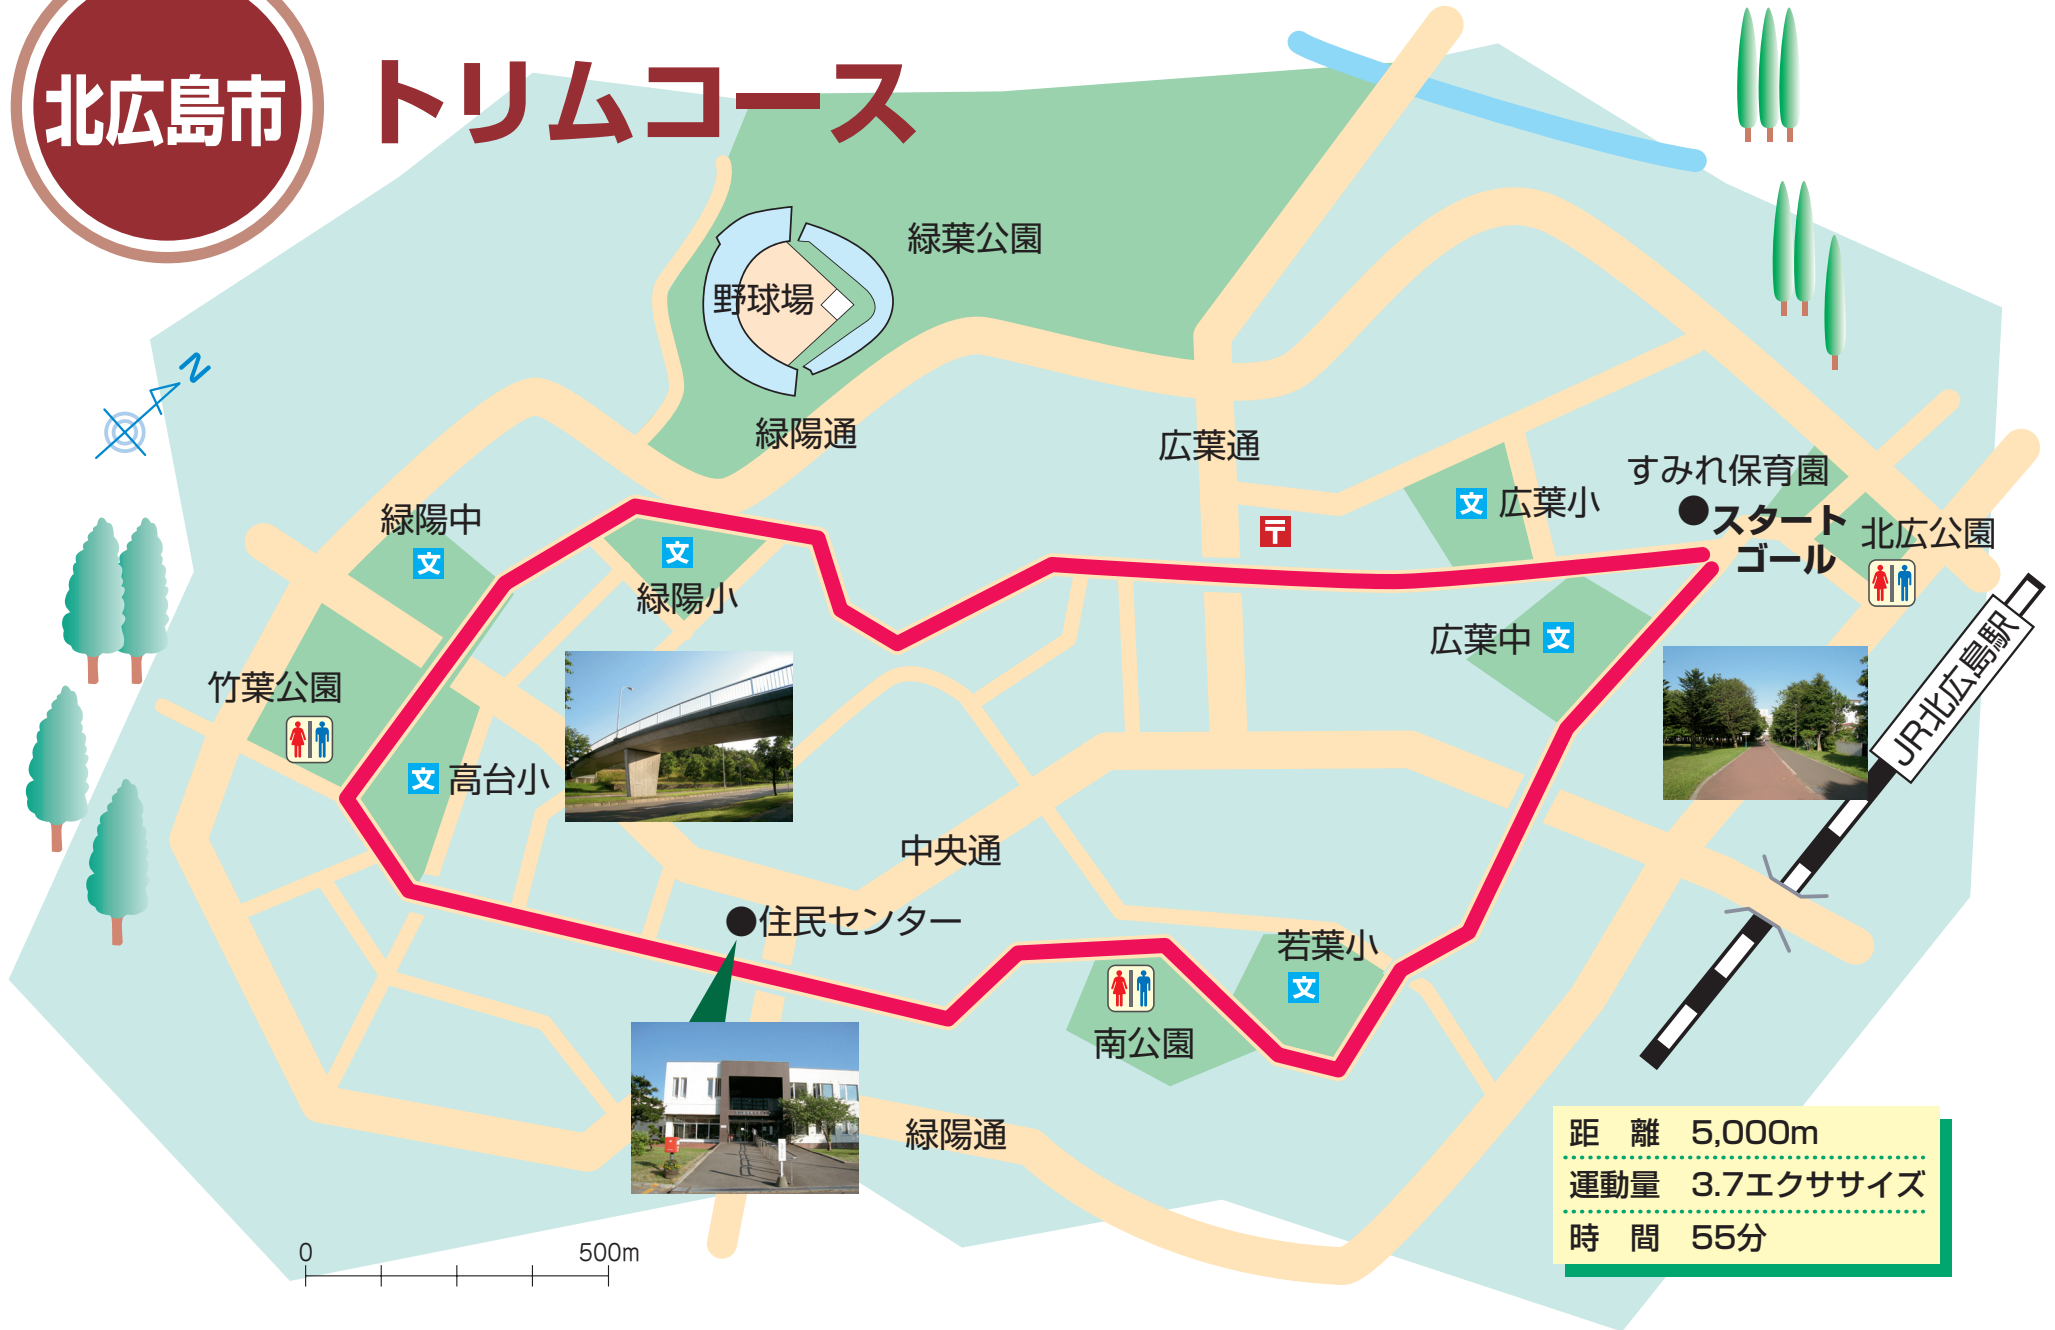 北広島市
トリムコース
緑葉公園
野球場
N
緑陽通
広葉通
すみれ保育園
スタート
ゴール
北広公園
〒
文
広葉小
緑陽中
文
文
緑陽小
広葉中
文
竹葉公園
文
高台小
JR北広島駅
中央通
住民センター
若葉小
文
南公園
緑陽通
距 離 5,000m
運動量 3.7エクササイズ
時 間 55分
0 500m